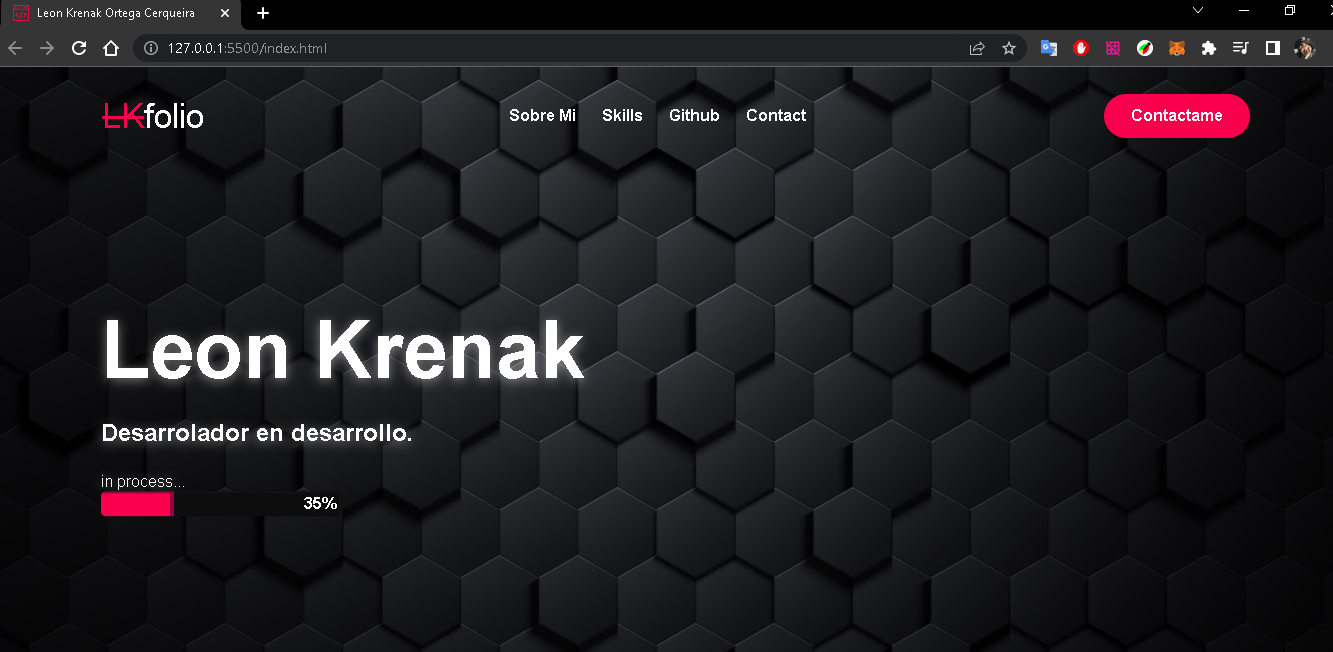 Leon Krenak Ortega Cerqueira
127.0.0.1:5500/index.html
LKfolio
Sobre Mi Skills Github Contact
Contactame
Leon Krenak
Desarrolador en desarrollo.
in process...
35%